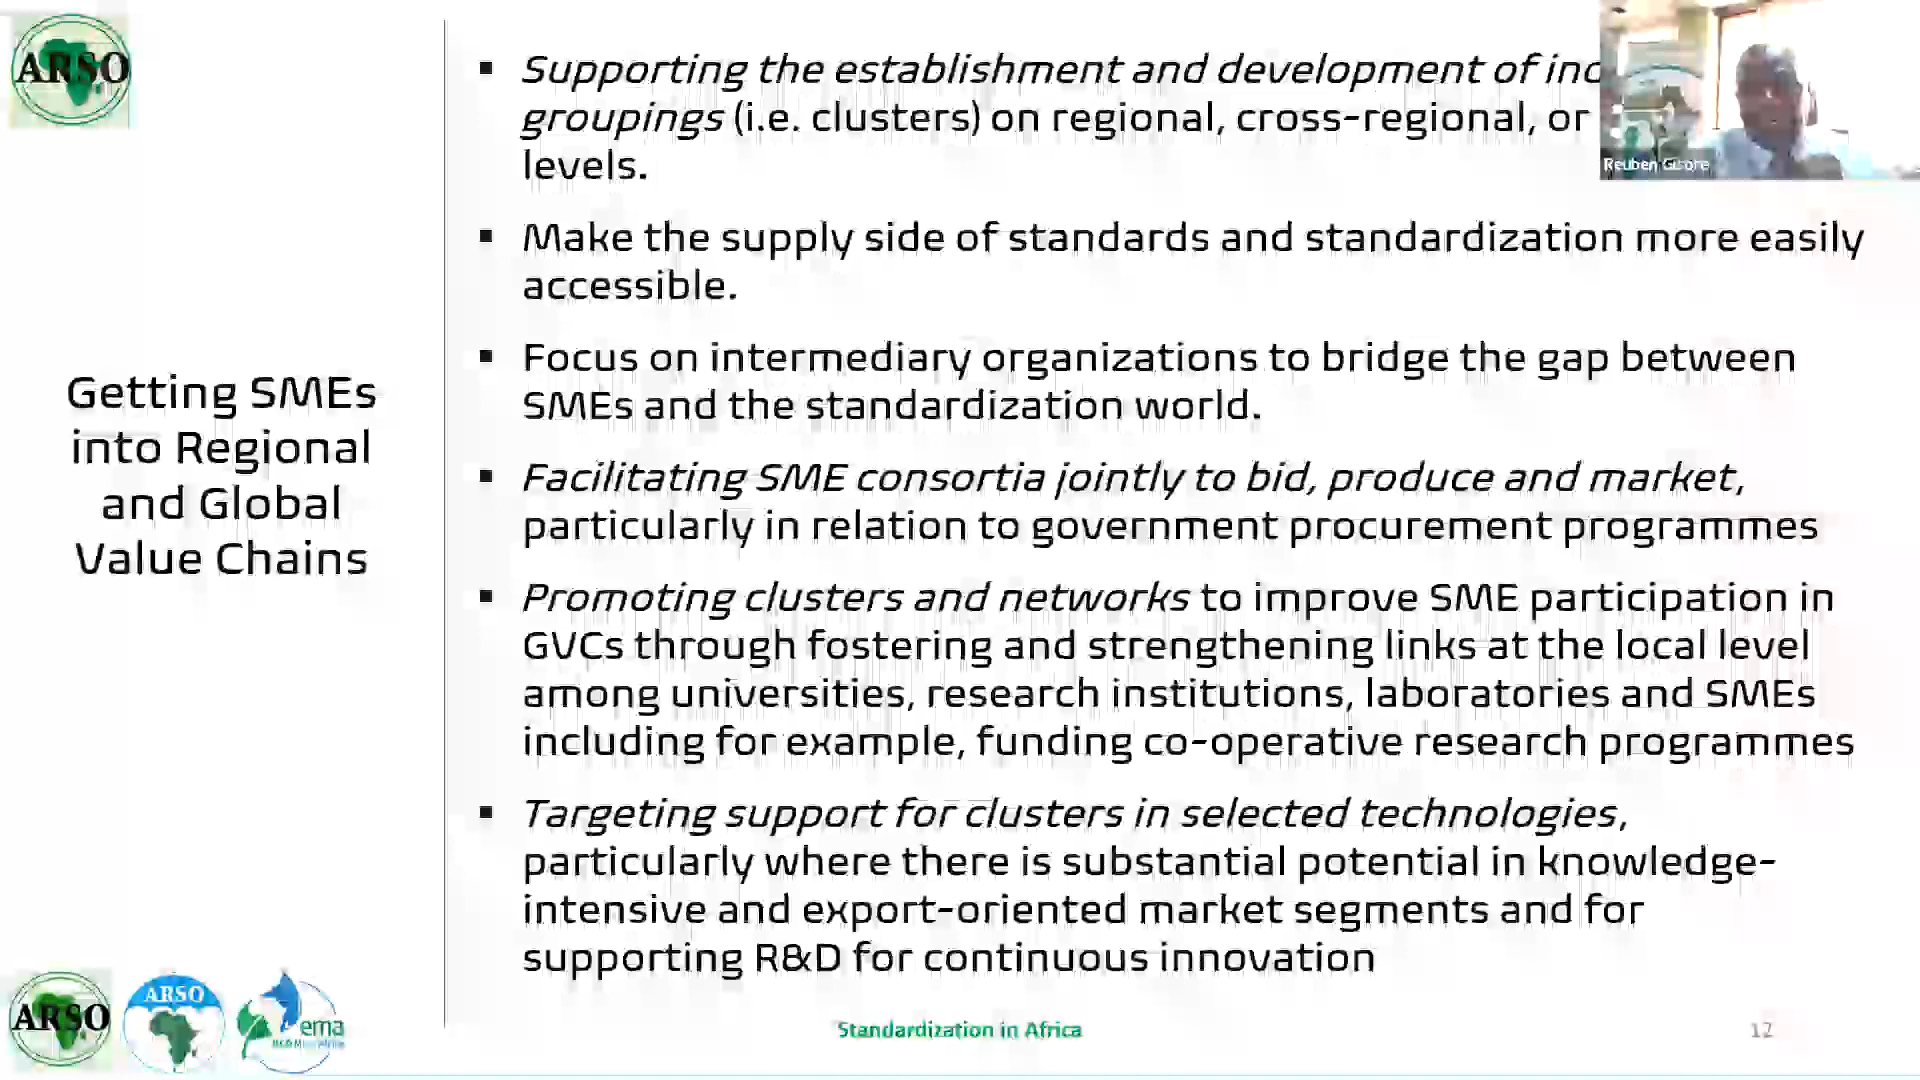 ARSO
Supporting the establishment and development of
groupings (i.e. clusters) on regional, cross-regional, or
levels.
Make the supply side of standards and standardization more easily
accessible.
Focus on intermediary organizations to bridge the gap between
SMEs and the standardization world.
Facilitating SME consortia jointly to bid, produce and market,
particularly in relation to government procurement programmes
Promoting clusters and networks to improve SME participation in
GVCs through fostering and strengthening links at the local level
among universities, research institutions, laboratories and SMEs
including for example, funding co-operative research programmes
Targeting support for clusters in selected technologies,
particularly where there is substantial potential in knowledge-
intensive and export-oriented market segments and for
supporting R&D for continuous innovation
Getting SMEs
into Regional
and Global
Value Chains
Reuben Gisore
ARSO
ARSO
ema
Standardization in Africa
12